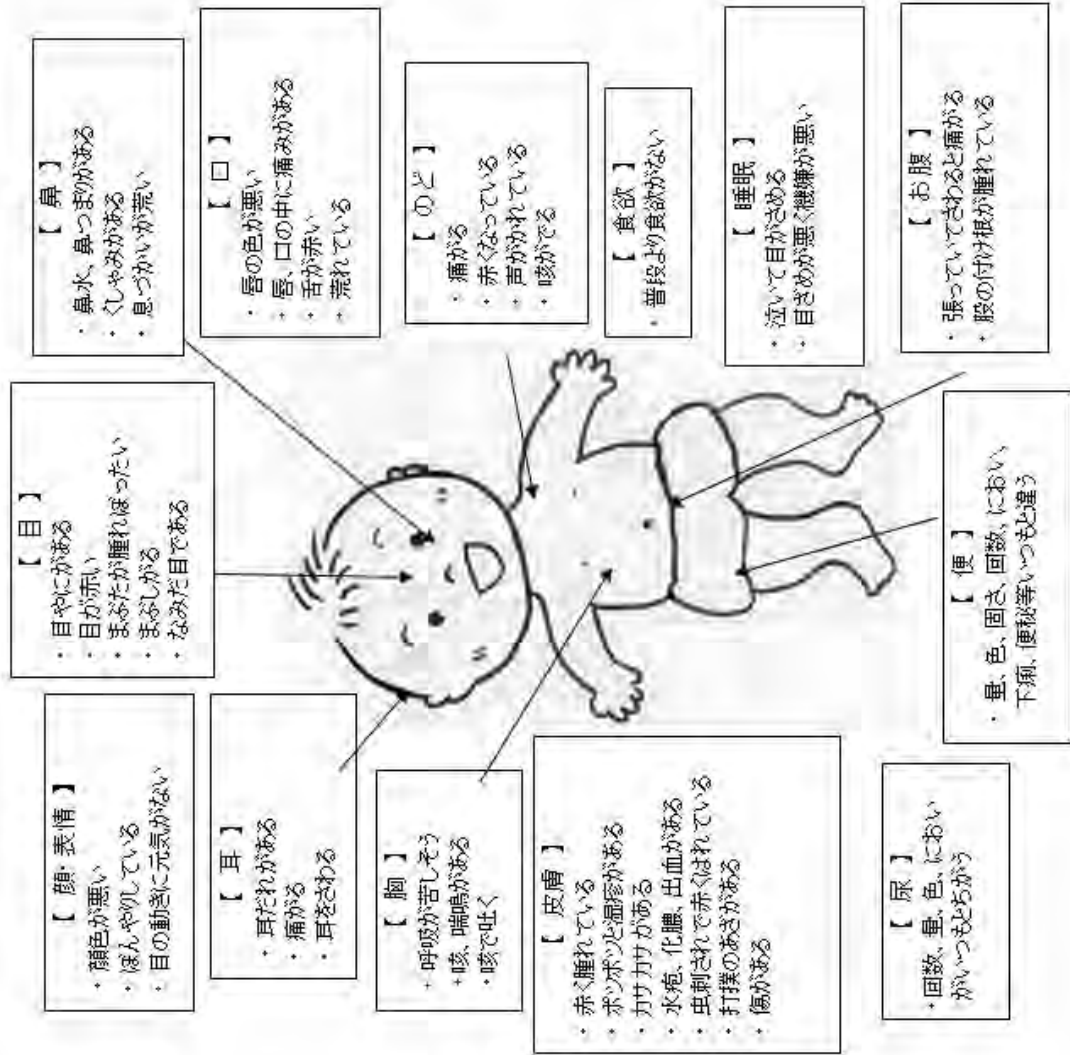 【 顔・表情 】
・顔色が悪い
・ぼんやりしている
・目の動きに元気がない
【 目 】
・目やにがある
・目が赤い
・まぶたが腫れぼったい
・まぶしがる
・なみだ目である
【 鼻 】
・鼻水、鼻づまりがある
・くしゃみがある
・息づかいが荒い
【 耳 】
・耳だれがある
・痛がる
・耳をさわる
【 口 】
・唇の色が悪い
・唇、口の中に痛みがある
・舌が赤い
・荒れている
【 胸 】
・呼吸が苦しそう
・咳、喘鳴がある
・咳で吐く
【 のど 】
・痛がる
・赤くなっている
・声がかれている
・咳がでる
【 皮膚 】
・赤く腫れている
・ポツポツと湿疹がある
・カサカサがある
・水疱、化膿、出血がある
・虫刺されで赤くはれている
・打撲のあざがある
・傷がある
【 食欲 】
・普段より食欲がない
【 睡眠 】
・泣いて目がさめる
・目ざめが悪く機嫌が悪い
【 尿 】
・回数、量、色、におい
がいつもとちがう
【 便 】
・量、色、固さ、回数、におい、
下痢、便秘等いつもと違う
【 お腹 】
・張っていてさわると痛がる
・股の付け根が腫れている